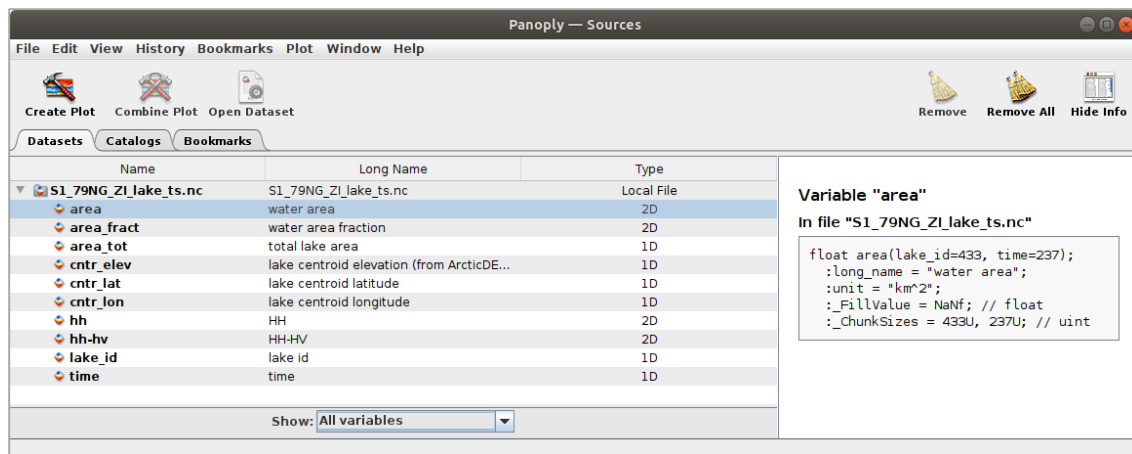 Panoply — Sources
File Edit View History Bookmarks Plot Window Help
Create Plot Combine Plot Open Dataset Remove Remove All Hide Info
Datasets Catalogs Bookmarks
Name Long Name Type
S1_79NG_ZI_lake_ts.nc S1_79NG_ZI_lake_ts.nc Local File
area water area 2D
area_fract water area fraction 2D
area_tot total lake area 1D
cntr_elev lake centroid elevation (from ArcticDE... 1D
cntr_lat lake centroid latitude 1D
cntr_lon lake centroid longitude 1D
hh HH 2D
hh-hv HH-HV 2D
lake_id lake id 1D
time time 1D
Show: All variables
Variable "area"
In file "S1_79NG_ZI_lake_ts.nc"
float area(lake_id=433, time=237);
:long_name = "water area";
:unit = "km^2";
:_FillValue = NaNf; // float
:_ChunkSizes = 433U, 237U; // uint